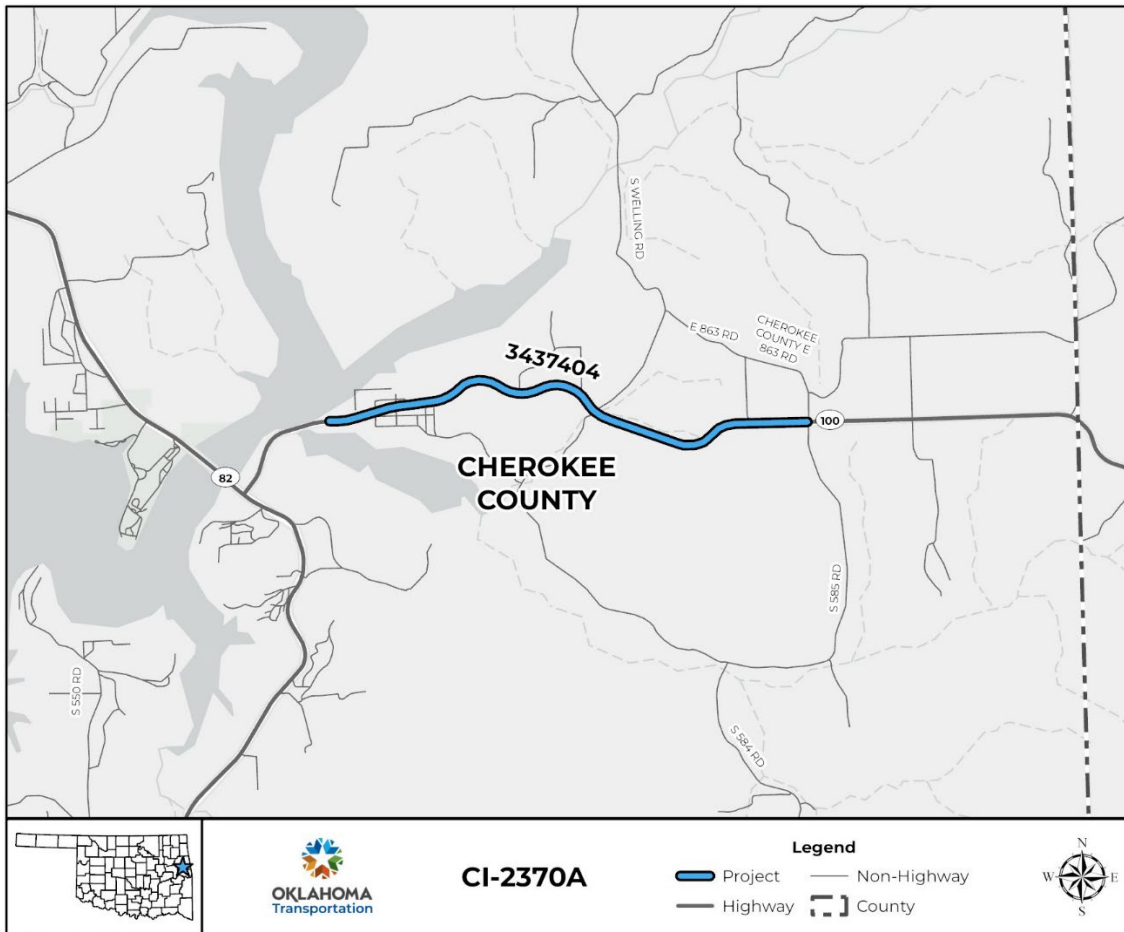 S WELLING RD
E 863 RD
CHEROKEE
COUNTY E
863 RD
3437404
100
CHEROKEE
COUNTY
82
S 585 RD
S 550 RD
S 584 RD
OKLAHOMA
Transportation
CI-2370A
Legend
Project
Non-Highway
Highway
County
N
W
E
S